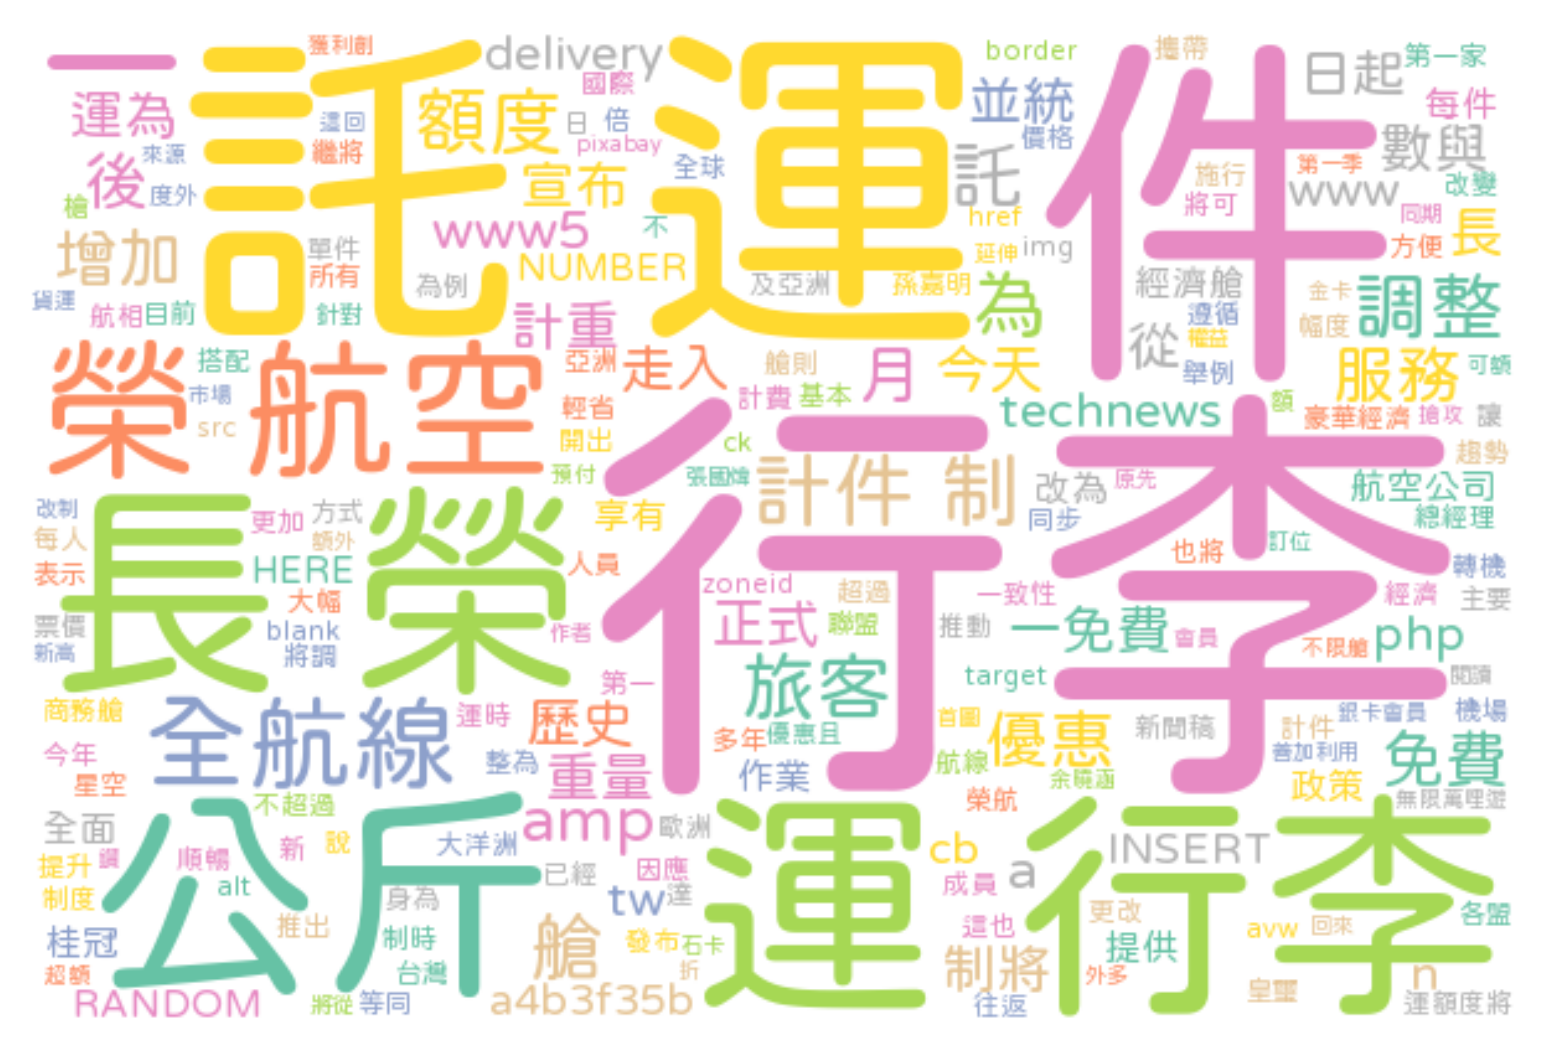 一
託運
件
行李
榮航空
長榮
公斤
運行李
獲利創
delivery
國際
border
攜帶
日起
第一家
運為
這回
額度
日
倍
pixabay
並統
價格
每件
數與
來源
繼將
全球
託
施行
第一季
後
度外
宣布
www
改變
艙
將可
同期
長
www5
不
href
增加
單件
所有
NUMBER
延伸
img
方便
為例
及亞洲
孫嘉明
為
經濟艙
貨運
航相
目前
針對
計重
遵循
金卡
幅度
調整
從
權益
搭配
亞洲
走入
艙則
月
今天
舉例
服務
可額
市場
計費
基本
technews
額
豪華經濟
搶攻
讓
src
輕省
開出
ck
趨勢
預付
張國煒
計件 制
改為
原先
航空公司
改制
方式
更加
享有
同步
總經理
每人
額外
訂位
也將
表示
HERE
人員
zoneid
超過
一致性
轉機
大幅
經濟
主要
票價
blank
作者
正式
聯盟
推動
一免費
會員
php
新高
將調
不限艙
旅客
target
閱讀
第一
商務艙
全航線
運時
歷史
首圖
優惠
新聞稿
計件
銀卡會員
機場
今年
多年
優惠且
整為
重量
作業
航線
善加利用
免費
星空
余曉涵
政策
榮航
無限萬哩遊
不超過
全面
amp
歐洲
說
大洋洲
新
順暢
提升
鑽
cb
INSERT
alt
因應
已經
成員
a
制度
身為
tw
達
更改
各盟
推出
這也
avw
回來
桂冠
制時
艙
發布
石卡
制將
提供
超額
台灣
折
外多
n
皇璽
RANDOM
將從
等同
a4b3f35b
往返
運額度將